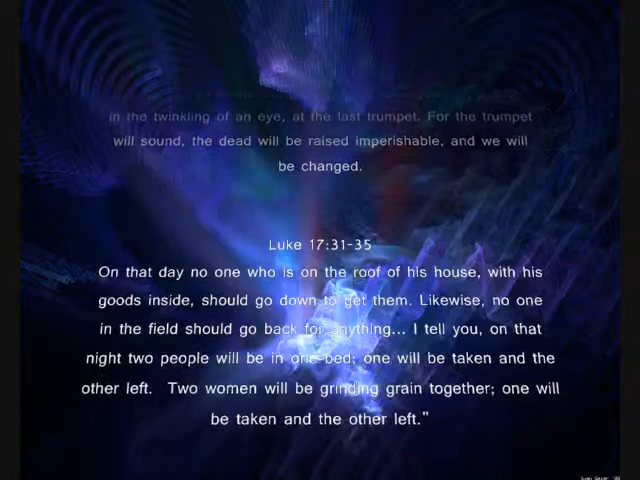 in the twinkling of an eye, at the last trumpet. For the trumpet
will sound, the dead will be raised imperishable, and we will
be changed.
Luke 17:31-35
On that day no one who is on the roof of his house, with his
goods inside, should go down to get them. Likewise, no one
in the field should go back for anything... I tell you, on that
night two people will be in one bed; one will be taken and the
other left. Two women will be grinding grain together; one will
be taken and the other left."